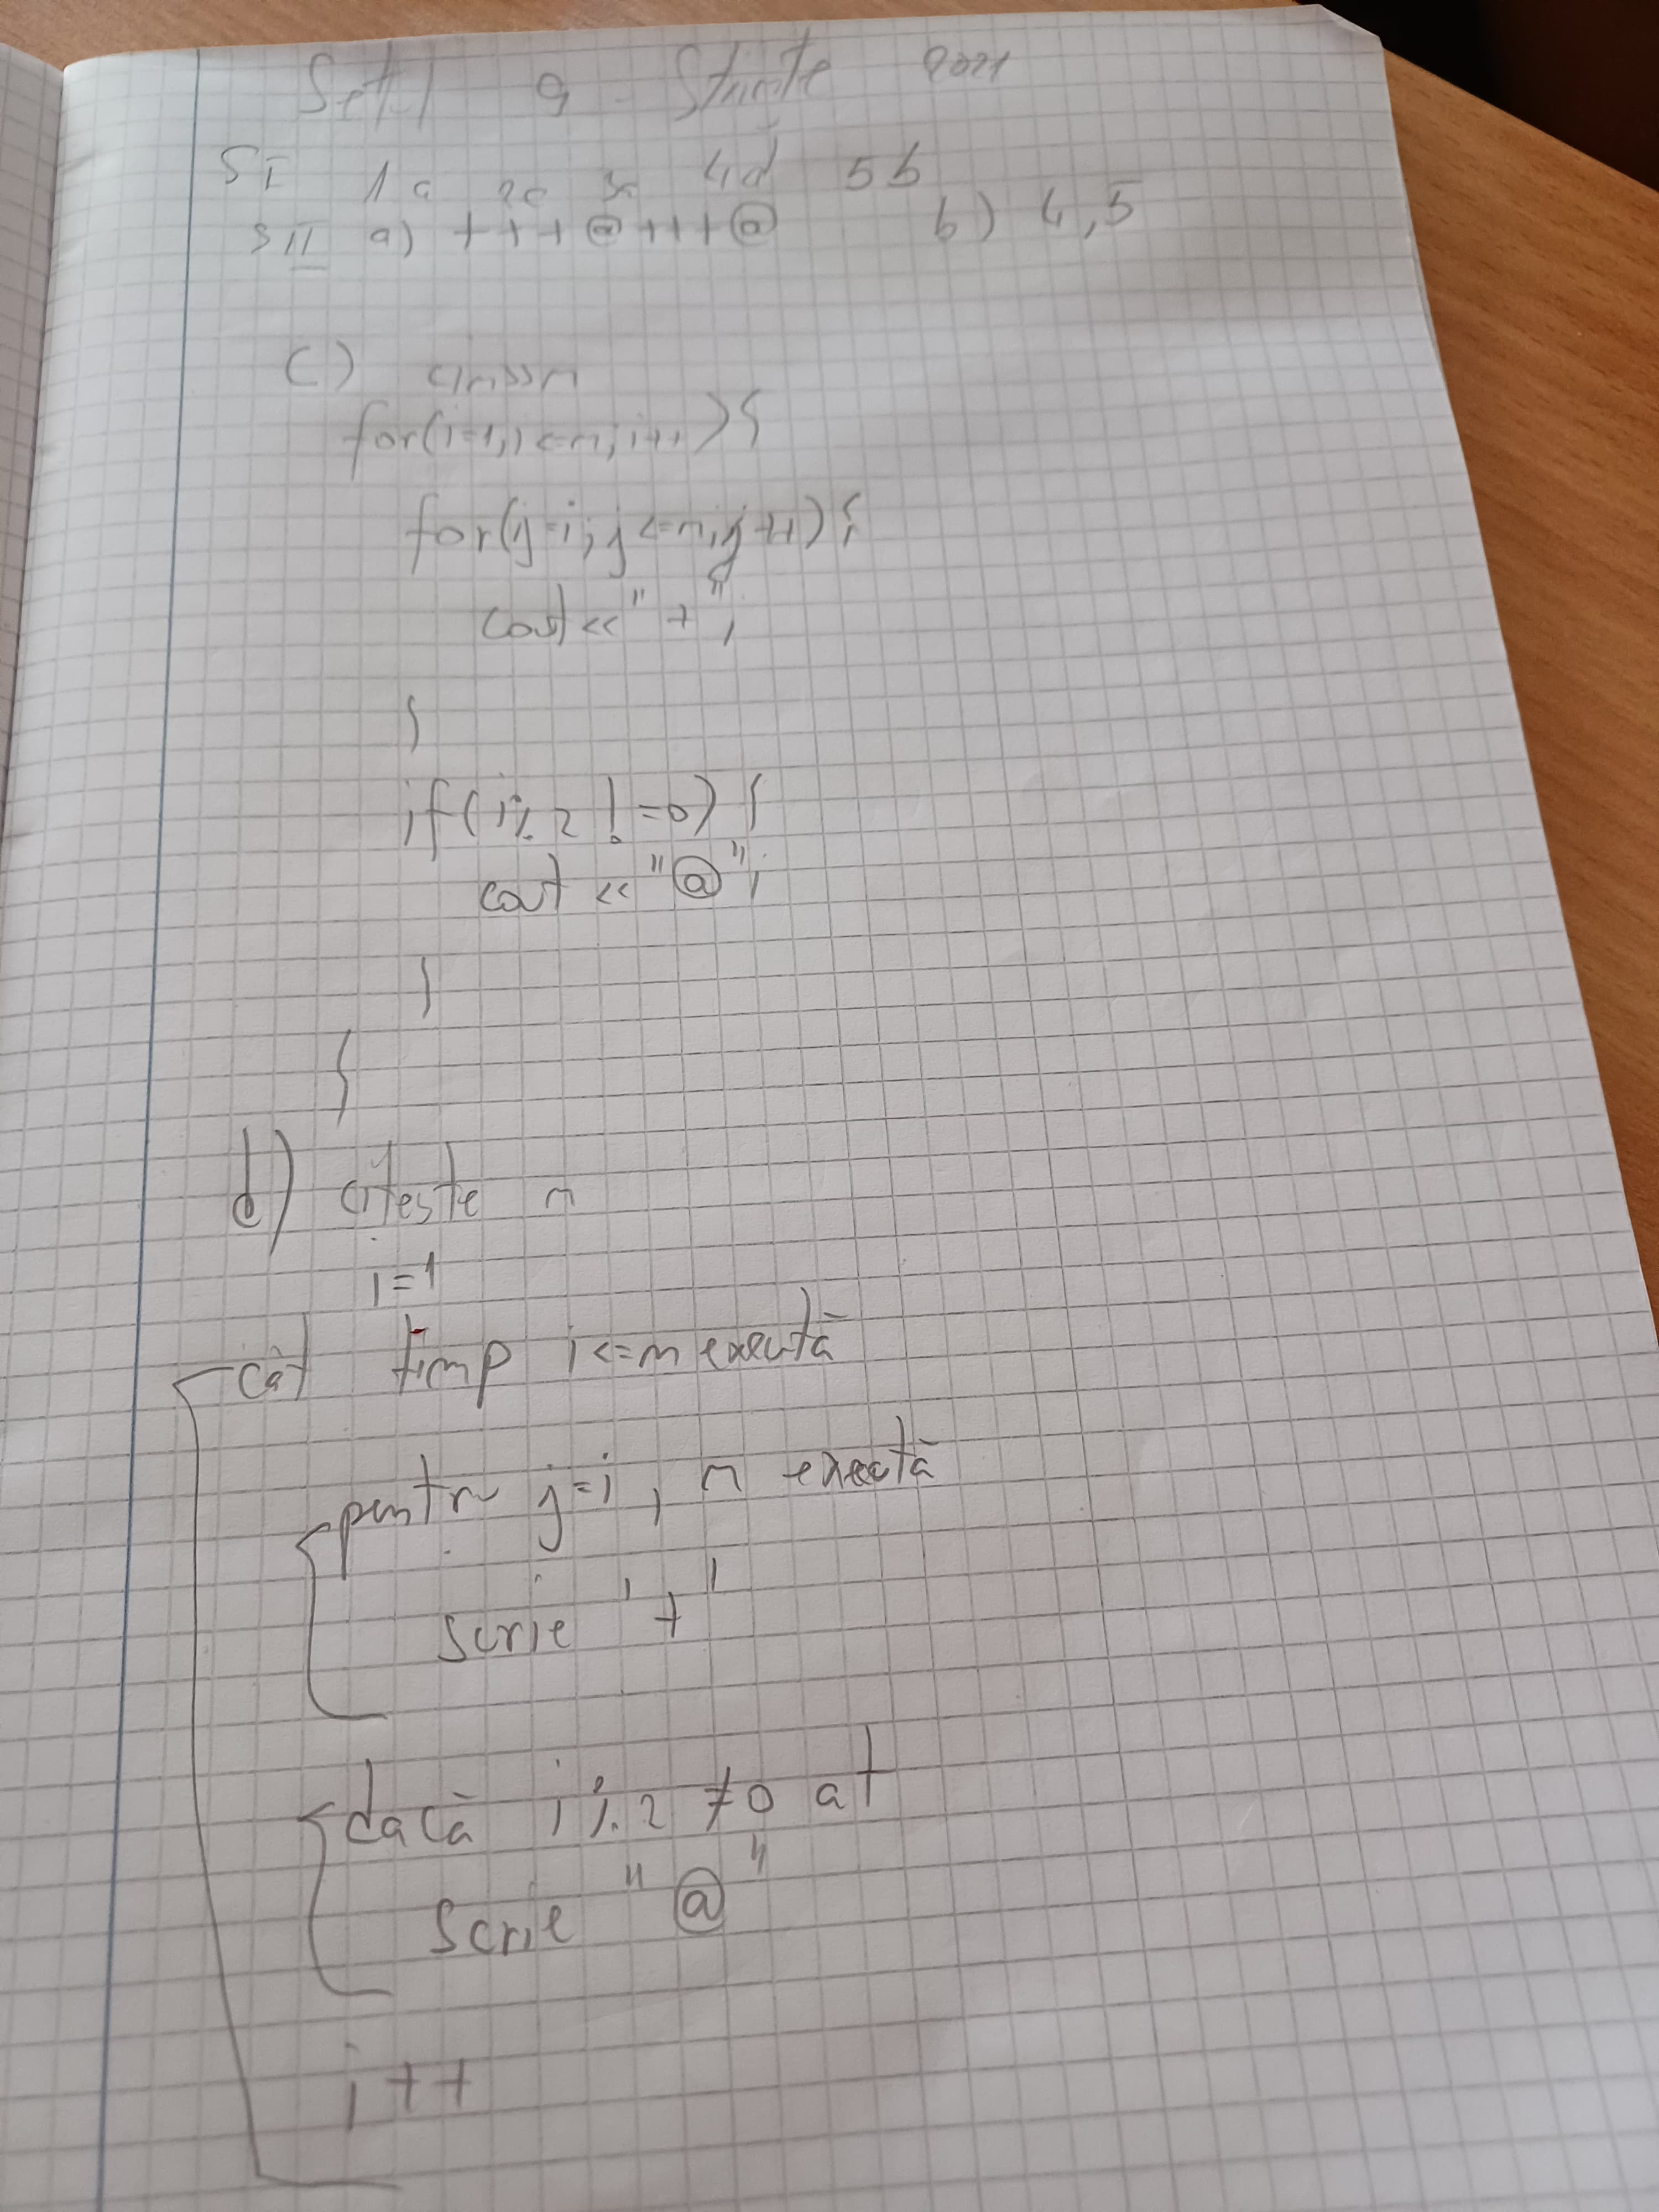 Setul 9 Stiinte 2021
SI 1a 2c 3c 4d 5b
SII a) +++@+++@ b) 4,5
c) cin>>n
for(i=1;i<=n;i++){
for(j=i;j<=n;j++){
cout<<"+";
}
if(i%2!=0){
cout<<"@";
}
}
d) citeste n
i=1
cât timp i<=n execută
pentru j=i, n execută
scrie '+'
dacă i%2≠0 at
scrie "@"
i++